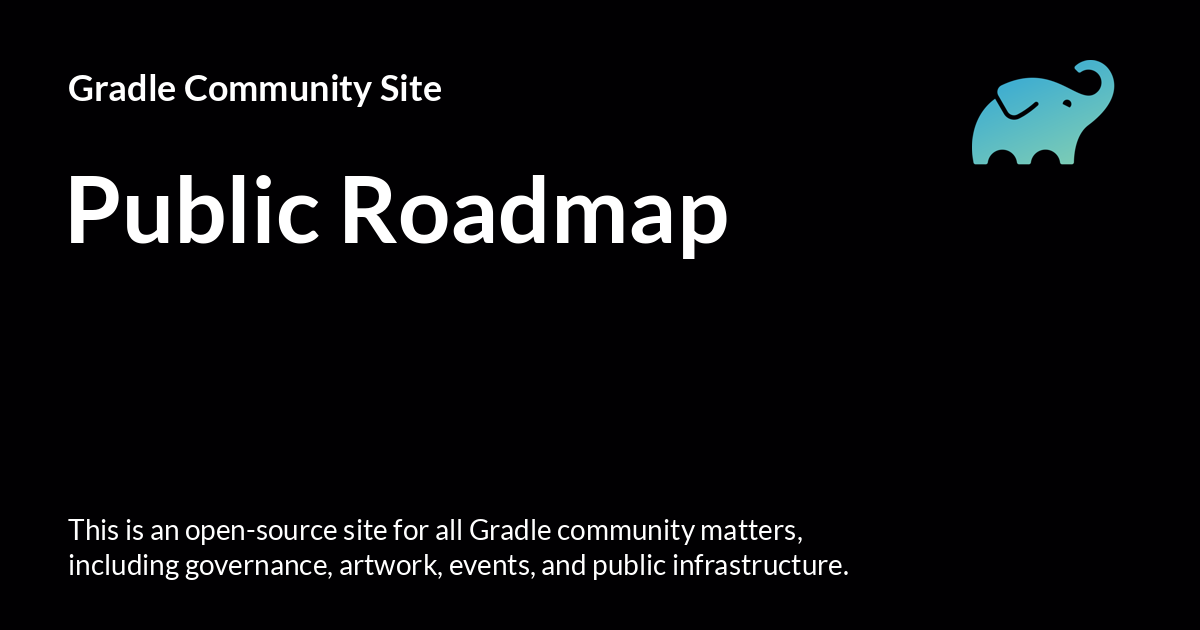 Gradle Community Site
Public Roadmap
This is an open-source site for all Gradle community matters,
including governance, artwork, events, and public infrastructure.